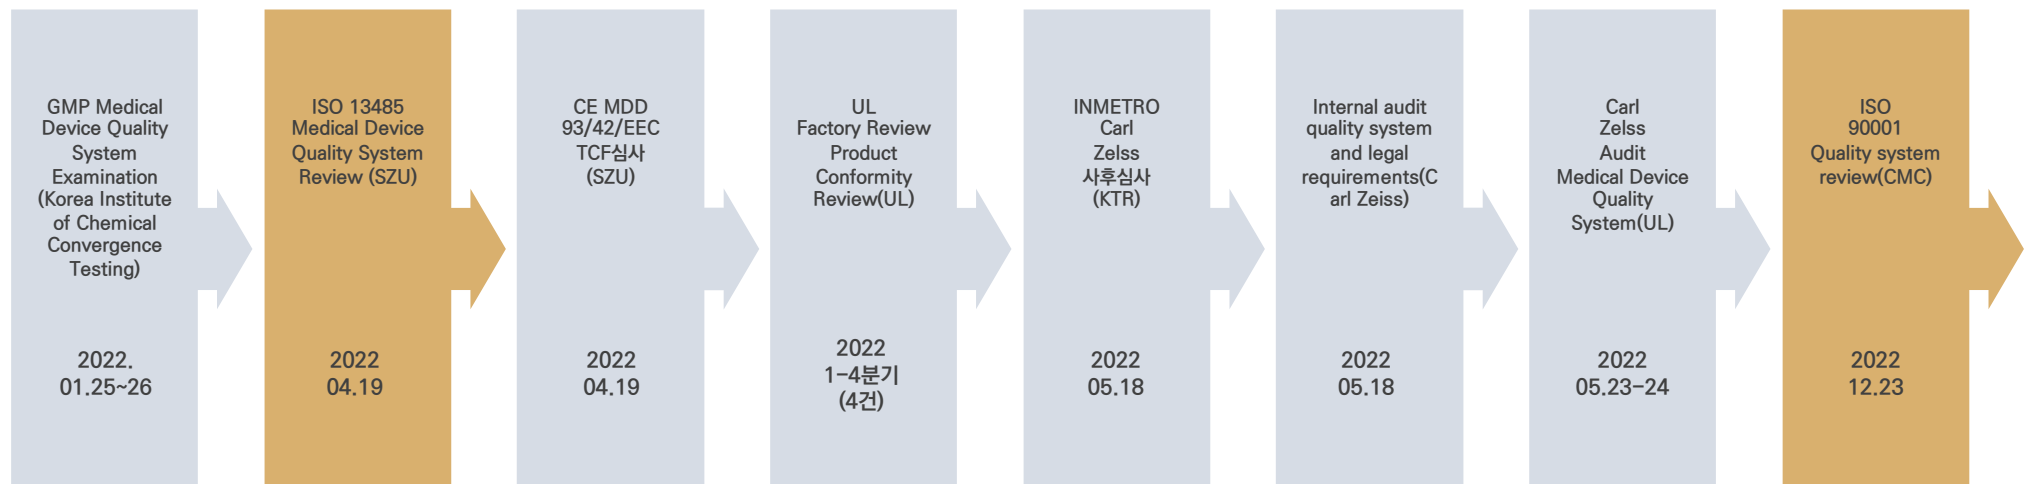 GMP Medical
Device Quality
System
Examination
(Korea Institute
of Chemical
Convergence
Testing)
2022.
01.25~26
ISO 13485
Medical Device
Quality System
Review (SZU)
2022
04.19
CE MDD
93/42/EEC
TCF심사
(SZU)
2022
04.19
UL
Factory Review
Product
Conformity
Review(UL)
2022
1-4분기
(4건)
INMETRO
Carl
Zelss
사후심사
(KTR)
2022
05.18
Internal audit
quality system
and legal
requirements(C
arl Zeiss)
2022
05.18
Carl
Zelss
Audit
Medical Device
Quality
System(UL)
2022
05.23-24
ISO
90001
Quality system
review(CMC)
2022
12.23